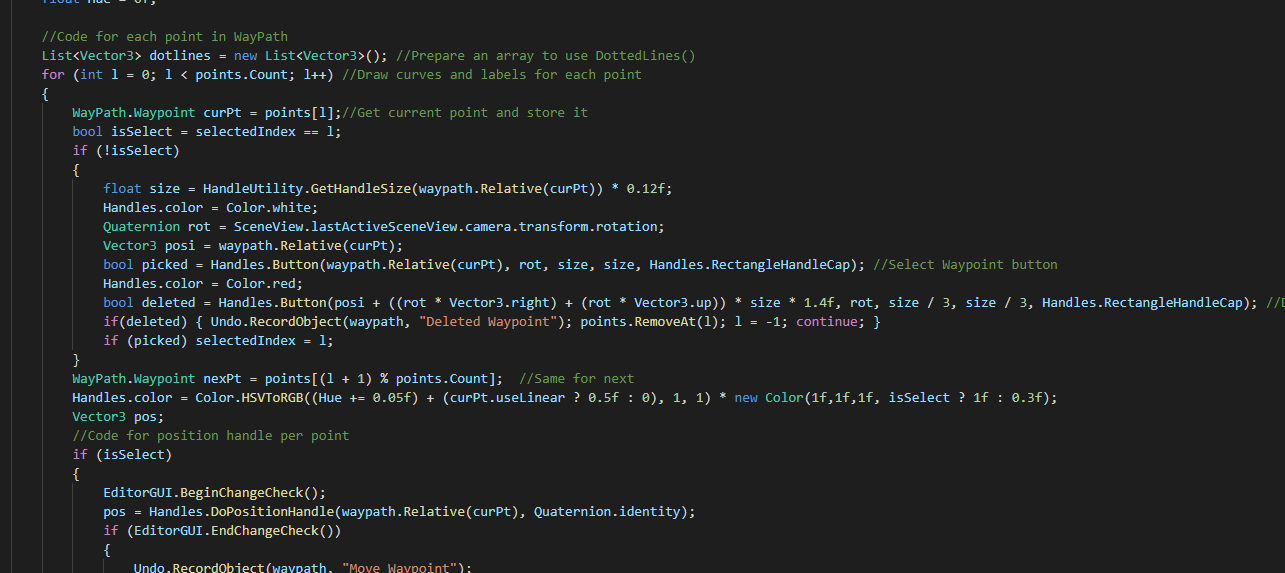 float Hue = 0f;
//Code for each point in WayPath
List<Vector3> dotlines = new List<Vector3>(); //Prepare an array to use DottedLines()
for (int l = 0; l < points.Count; l++) //Draw curves and labels for each point
{
WayPath.Waypoint curPt = points[l];//Get current point and store it
bool isSelect = selectedIndex == l;
if (!isSelect)
{
float size = HandleUtility.GetHandleSize(waypath.Relative(curPt)) * 0.12f;
Handles.color = Color.white;
Quaternion rot = SceneView.lastActiveSceneView.camera.transform.rotation;
Vector3 posi = waypath.Relative(curPt);
bool picked = Handles.Button(waypath.Relative(curPt), rot, size, size, Handles.RectangleHandleCap); //Select Waypoint button
Handles.color = Color.red;
bool deleted = Handles.Button(posi + ((rot * Vector3.right) + (rot * Vector3.up)) * size * 1.4f, rot, size / 3, size / 3, Handles.RectangleHandleCap); //
if(deleted) { Undo.RecordObject(waypath, "Deleted Waypoint"); points.RemoveAt(l); l = -1; continue; }
if (picked) selectedIndex = l;
}
WayPath.Waypoint nexPt = points[(l + 1) % points.Count];  //Same for next
Handles.color = Color.HSVToRGB((Hue += 0.05f) + (curPt.useLinear ? 0.5f : 0), 1, 1) * new Color(1f,1f,1f, isSelect ? 1f : 0.3f);
Vector3 pos;
//Code for position handle per point
if (isSelect)
{
EditorGUI.BeginChangeCheck();
pos = Handles.DoPositionHandle(waypath.Relative(curPt), Quaternion.identity);
if (EditorGUI.EndChangeCheck())
{
Undo.RecordObject(waypath, "Move Waypoint");